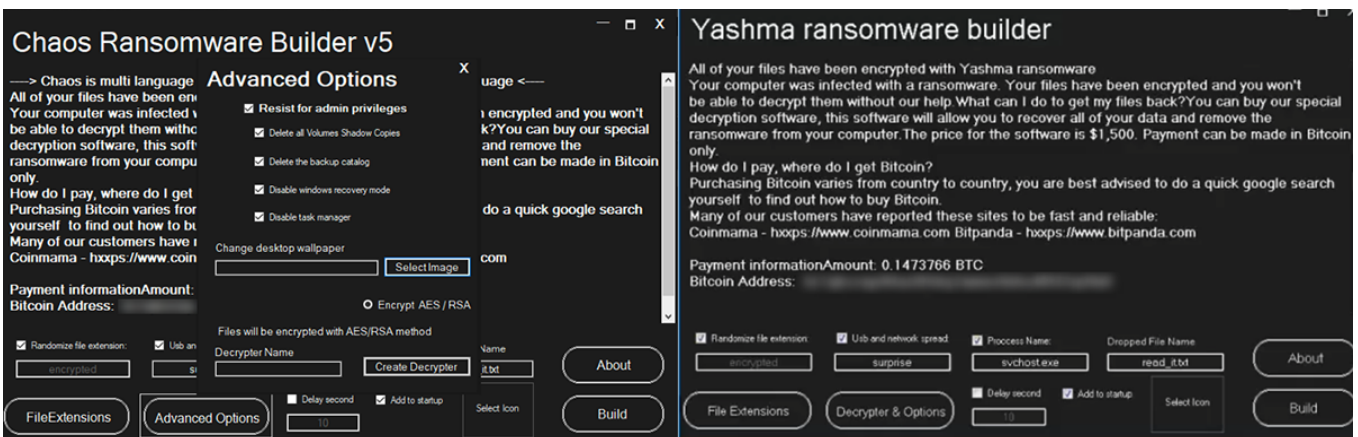 Chaos Ransomware Builder v5
X
----> Chaos is multi language
uage <----
All of your files have been en
Your computer was infected
encrypted and you won't
be able to decrypt them witho
k?You can buy our special
decryption software, this soft
and remove the
ransomware from your compu
ment can be made in Bitcoin
only.
How do I pay, where do I get
Purchasing Bitcoin varies fro
do a quick google search
yourself to find out how to bu
Many of our customers have r
Coinmama - hxxps://www.coin
com
Payment informationAmount:
Bitcoin Address:
Advanced Options
X
Resist for admin privileges
Delete all Volumes Shadow Copies
Delete the backup catalog
Disable windows recovery mode
Disable task manager
Change desktop wallpaper
Select Image
Encrypt AES / RSA
Files will be encrypted with AES/RSA method
Decrypter Name
Create Decrypter
Randomize file extension:
Usb an
Name
encrypted
su
it.txt
About
FileExtensions
Advanced Options
Delay second
Add to startup
10
Select Icon
Build
Yashma ransomware builder
All of your files have been encrypted with Yashma ransomware
Your computer was infected with a ransomware. Your files have been encrypted and you won't
be able to decrypt them without our help.What can I do to get my files back?You can buy our special
decryption software, this software will allow you to recover all of your data and remove the
ransomware from your computer.The price for the software is $1,500. Payment can be made in Bitcoin
only.
How do I pay, where do I get Bitcoin?
Purchasing Bitcoin varies from country to country, you are best advised to do a quick google search
yourself to find out how to buy Bitcoin.
Many of our customers have reported these sites to be fast and reliable:
Coinmama - hxxps://www.coinmama.com Bitpanda - hxxps://www.bitpanda.com
Payment informationAmount: 0.1473766 BTC
Bitcoin Address:
Randomize file extension:
Usb and network spread:
Proccess Name:
Dropped File Name
encrypted
surprise
svchost.exe
read_it.txt
About
File Extensions
Decrypter & Options
Delay second
Add to startup
10
Select Icon
Build